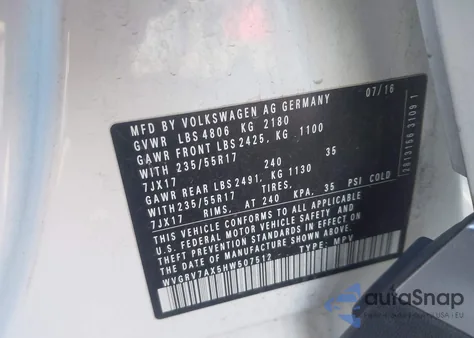 MFD BY VOLKSWAGEN AG GERMANY 07/16
GVWR LBS 4806 KG 2180
GAWR FRONT LBS 2425, KG 1100
WITH 235/55R17
7JX17 240 35
GAWR REAR LBS 2491, KG 1130
WITH 235/55R17 TIRES,
7JX17 RIMS, AT 240 KPA, 35 PSI COLD
THIS VEHICLE CONFORMS TO ALL APPLICABLE
U.S. FEDERAL MOTOR VEHICLE SAFETY AND
THEFT PREVENTION STANDARDS IN EFFECT ON
THE DATE OF MANUFACTURE SHOWN ABOVE.
WVGRV7AX5HW507512 TYPE: MPV
autoSnap